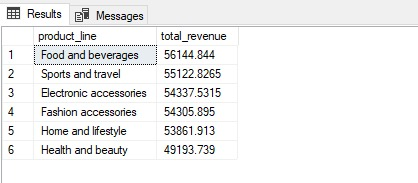 Results Messages
product_line total_revenue
1 Food and beverages 56144.844
2 Sports and travel 55122.8265
3 Electronic accessories 54337.5315
4 Fashion accessories 54305.895
5 Home and lifestyle 53861.913
6 Health and beauty 49193.739